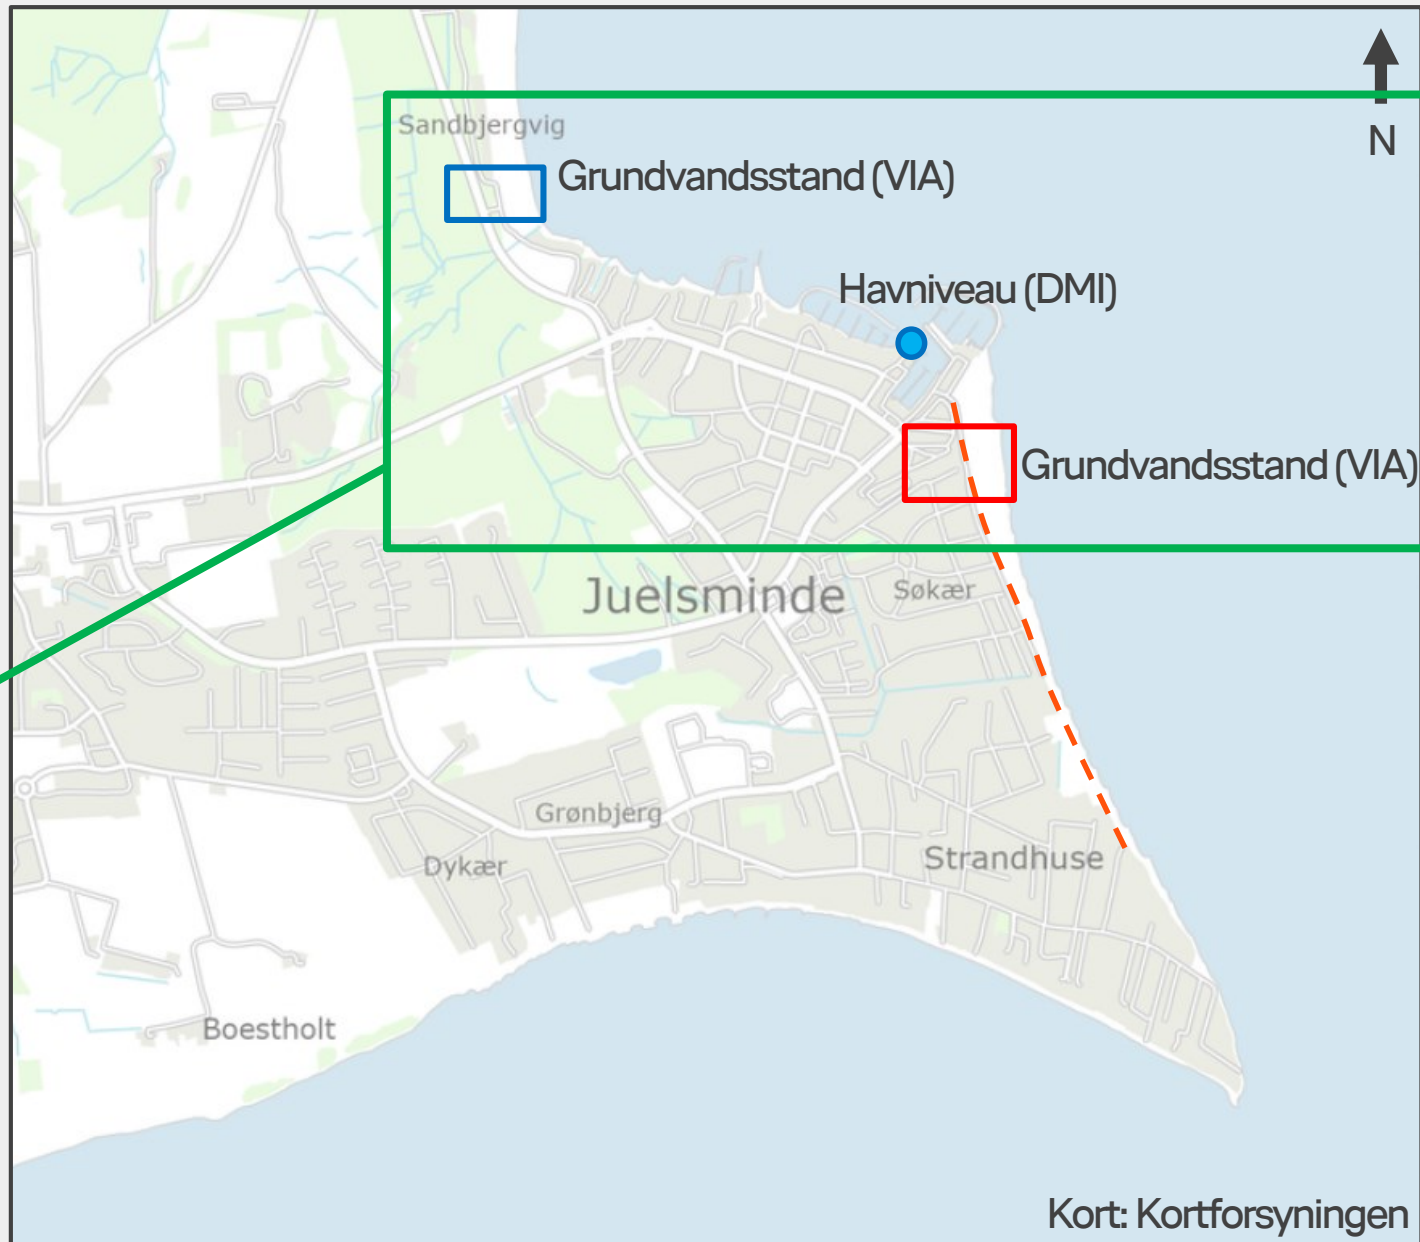 N
Sandbjergvig
Grundvandsstand (VIA)
Havniveau (DMI)
Grundvandsstand (VIA)
Juelsminde
Søkær
Grønbjerg
Dykær
Strandhuse
Boestholt
Kort: Kortforsyningen